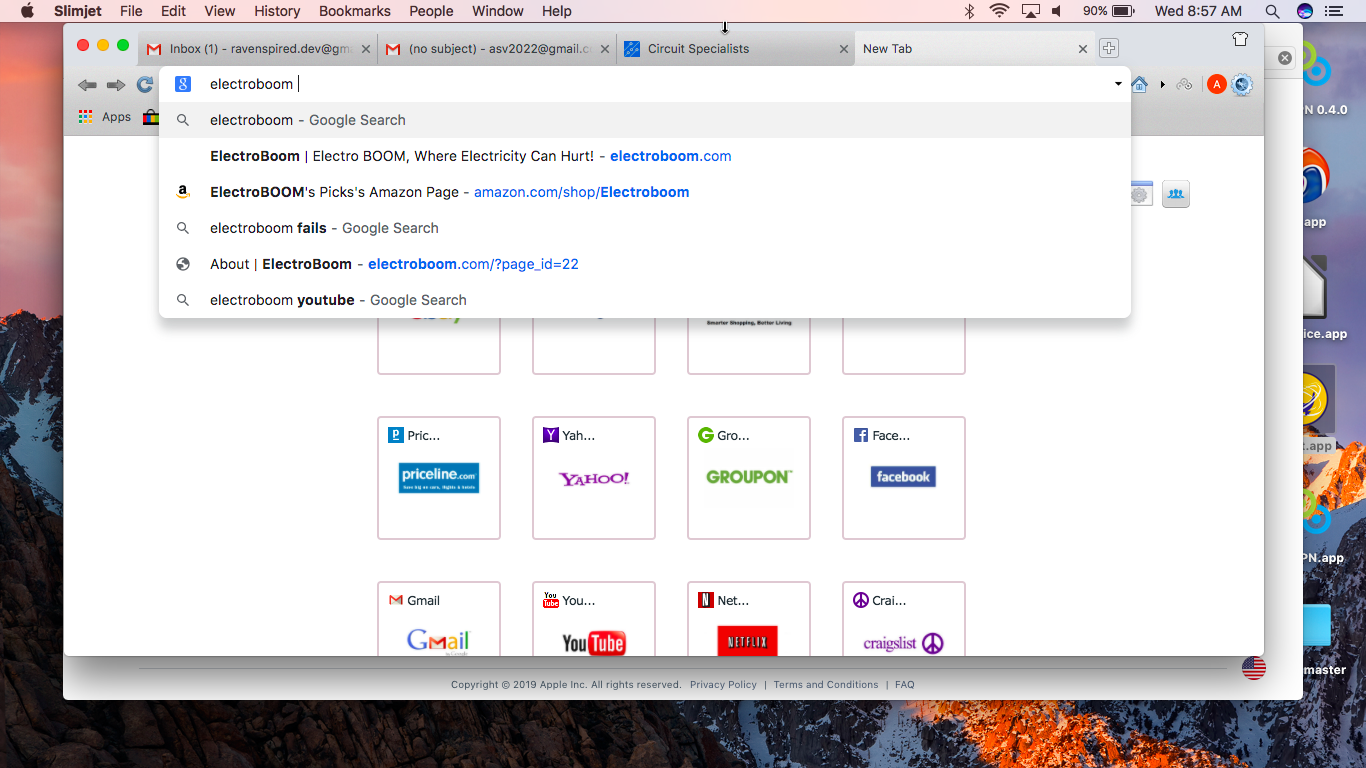 Slimjet File Edit View History Bookmarks People Window Help 90% Wed 8:57 AM
Inbox (1) - ravenspired.dev@gm (no subject) - asv2022@gmail.c Circuit Specialists New Tab
electroboom
A
N 0.4.0
Apps
electroboom - Google Search
ElectroBoom | Electro BOOM, Where Electricity Can Hurt! - electroboom.com
ElectroBOOM's Picks's Amazon Page - amazon.com/shop/Electroboom
.app
electroboom fails - Google Search
About | ElectroBoom - electroboom.com/?page_id=22
electroboom youtube - Google Search
Smarter Shopping, Better Living
ice.app
Pric... Yah... Gro... Face...
t.app
priceline.com YAHOO! GROUPON facebook
PN.app
Gmail You... Net... Crai...
Gmail by Google YouTube NETFLIX craigslist
master
Copyright © 2019 Apple Inc. All rights reserved. Privacy Policy | Terms and Conditions | FAQ